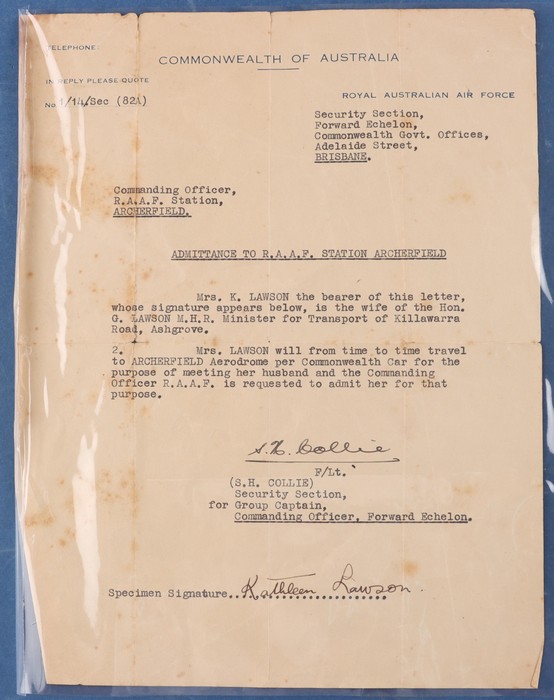 TELEPHONE.
COMMONWEALTH OF AUSTRALIA
IN REPLY PLEASE QUOTE
No. 1/14/Sec (82A)
ROYAL AUSTRALIAN AIR FORCE
Security Section,
Forward Echelon,
Commonwealth Govt. Offices,
Adelaide Street,
BRISBANE.
Commanding Officer,
R.A.A.F. Station,
ARCHERFIELD.
ADMITTANCE TO R.A.A.F. STATION ARCHERFIELD
Mrs. K. LAWSON the bearer of this letter,
whose signature appears below, is the wife of the Hon.
G. LAWSON M.H.R. Minister for Transport of Killawarra
Road, Ashgrove.
2. Mrs. LAWSON will from time to time travel
to ARCHERFIELD Aerodrome per Commonwealth Car for the
purpose of meeting her husband and the Commanding
Officer R.A.A.F. is requested to admit her for that
purpose.
S.H. Collie
F/Lt.
(S.H. COLLIE)
Security Section,
for Group Captain,
Commanding Officer, Forward Echelon.
Specimen Signature.. Kathleen Lawson.